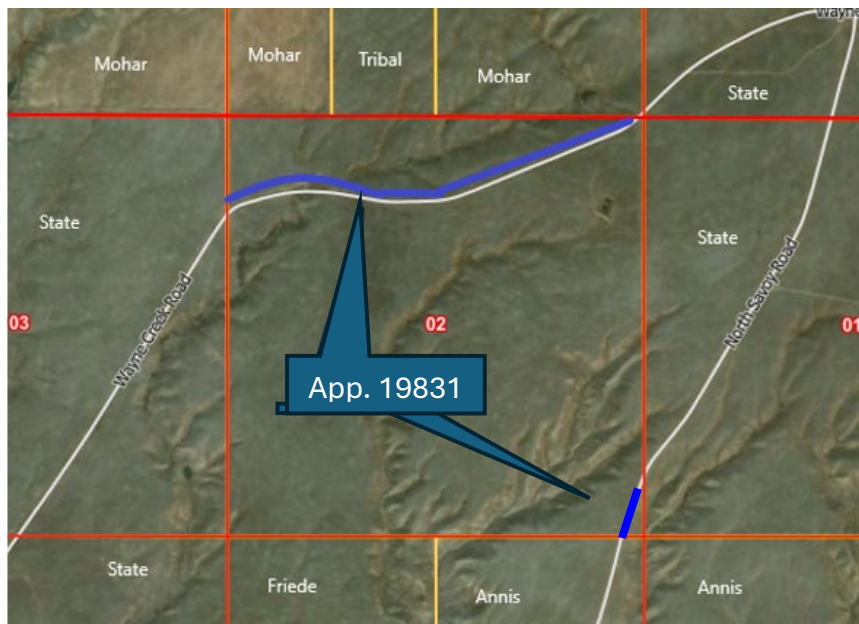 Wayne
Mohar
Mohar
Tribal
Mohar
State
State
State
North Savoy Road
Wayne Creek Road
03
02
01
App. 19831
State
Friede
Annis
Annis